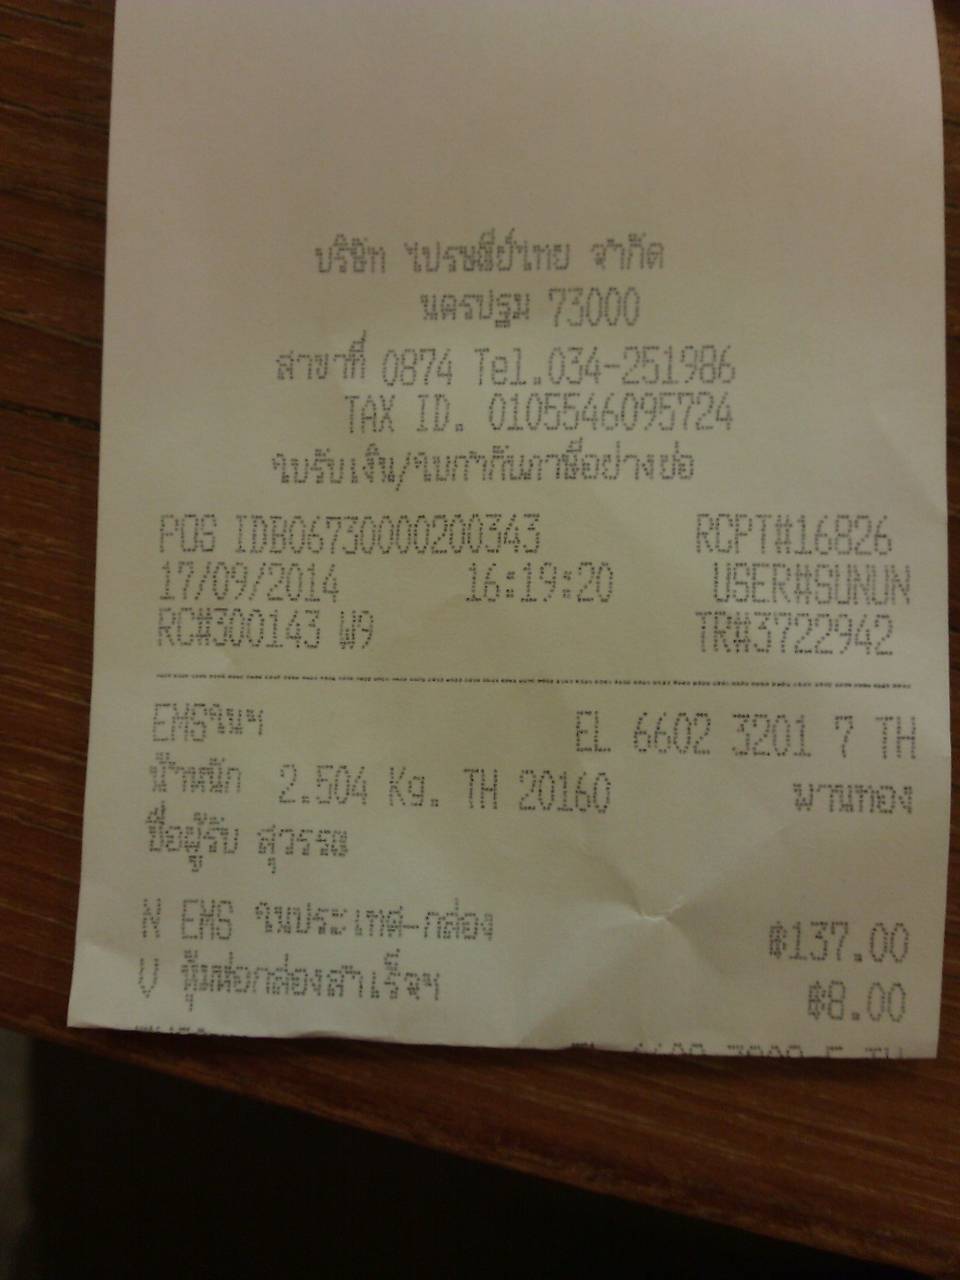 บริษัท ไปรษณีย์ไทย จำกัด
นครปฐม 73000
สาขาที่ 0874 Tel.034-251986
TAX ID. 0105546095724
ใบรับเงิน/ใบกำกับภาษีอย่างย่อ
POS IDB06730000200343 RCPT#16826
17/09/2014 16:19:20 USER#SUNUN
RC#300143 W9 TR#3722942
EMSในฯ EL 6602 3201 7 TH
น้ำหนัก 2.504 Kg. TH 20160 พานทอง
ชื่อผู้รับ สุวรรณ
N EMS ในประเทศ-กล่อง ฿137.00
V หุ้มห่อกล่องสำเร็จฯ ฿8.00